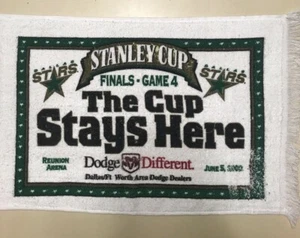 STANLEY CUP
STARS
STARS
FINALS - GAME 4
The Cup
Stays Here
REUNION
ARENA
Dodge Different.
JUNE 5, 2000
Dallas/Ft Worth Area Dodge Dealers